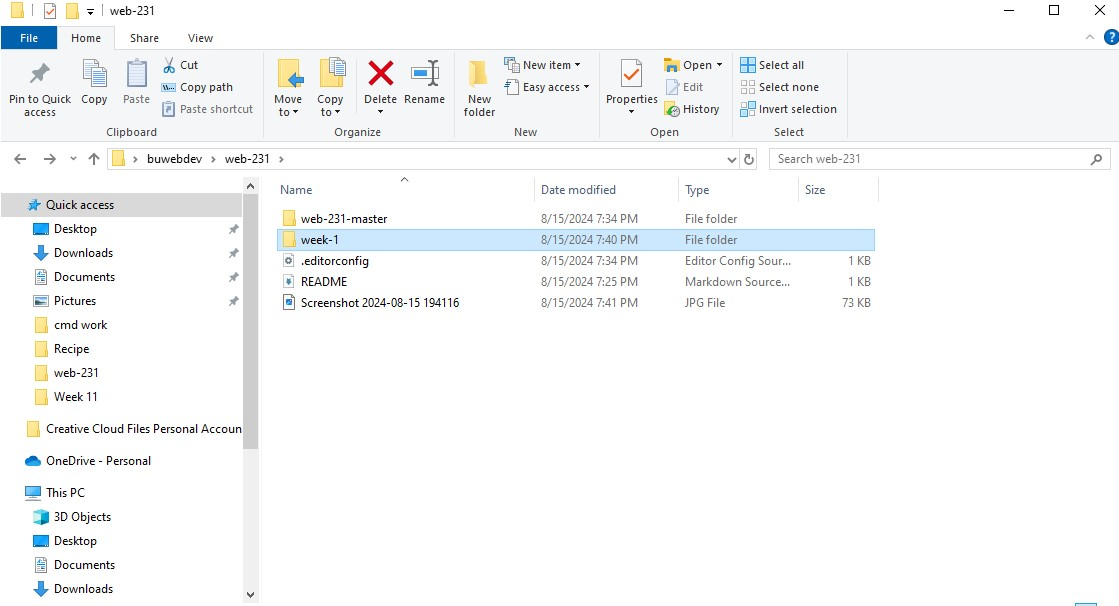 web-231
File Home Share View
Pin to Quick access
Copy
Paste
Cut
Copy path
Paste shortcut
Clipboard
Move to
Copy to
Delete
Rename
Organize
New folder
New item
Easy access
New
Properties
Open
Edit
History
Open
Select all
Select none
Invert selection
Select
buwebdev web-231
Search web-231
Name Date modified Type Size
web-231-master 8/15/2024 7:34 PM File folder
week-1 8/15/2024 7:40 PM File folder
.editorconfig 8/15/2024 7:34 PM Editor Config Sour... 1 KB
README 8/15/2024 7:25 PM Markdown Source... 1 KB
Screenshot 2024-08-15 194116 8/15/2024 7:41 PM JPG File 73 KB
Quick access
Desktop
Downloads
Documents
Pictures
cmd work
Recipe
web-231
Week 11
Creative Cloud Files Personal Accoun
OneDrive - Personal
This PC
3D Objects
Desktop
Documents
Downloads